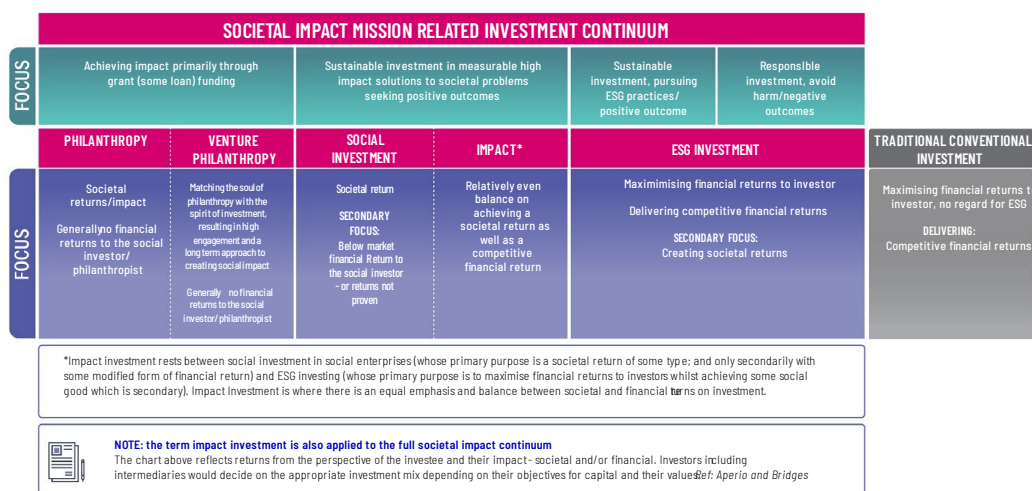 SOCIETAL IMPACT MISSION RELATED INVESTMENT CONTINUUM
FOCUS
Achieving impact primarily through
grant (some loan) funding
Sustainable investment in measurable high
impact solutions to societal problems
seeking positive outcomes
Sustainable
investment, pursuing
ESG practices/
positive outcome
Responslble
investment, avoid
harm/negative
outcomes
PHILANTHROPY
VENTURE
PHILANTHROPY
SOCIAL
INVESTMENT
IMPACT*
ESG INVESTMENT
TRADITIONAL CONVENTIONAL
INVESTMENT
FOCUS
Societal
returns/impact
Generally no financial
returns to the social
investor/
philanthropist
Matching the soul of
philanthropy with the
spirit of investment,
resulting in high
engagement and a
long term approach to
creating social impact
Generally no financial
returns to the social
investor/philanthropist
Societal return
SECONDARY
FOCUS:
Below market
financial Return to
the social investor
- or returns not
proven
Relatively even
balance on
achieving a
societal return as
well as a
competitive
financial return
Maximimising financial returns to investor
Delivering competitive financial returns
SECONDARY FOCUS:
Creating societal returns
Maximising financial returns t
investor, no regard for ESG
DELIVERING:
Competitive financial returns
*Impact investment rests between social investment in social enterprises (whose primary purpose is a societal return of some type; and only secondarily with
some modified form of financial return) and ESG investing (whose primary purpose is to maximise financial returns to investors whilst achieving some social
good which is secondary). Impact Investment is where there is an equal emphasis and balance between societal and financial returns on investment.
NOTE: the term impact investment is also applied to the full societal impact continuum
The chart above reflects returns from the perspective of the investee and their impact - societal and/or financial. Investors including
intermediaries would decide on the appropriate investment mix depending on their objectives for capital and their values. Ref: Aperio and Bridges